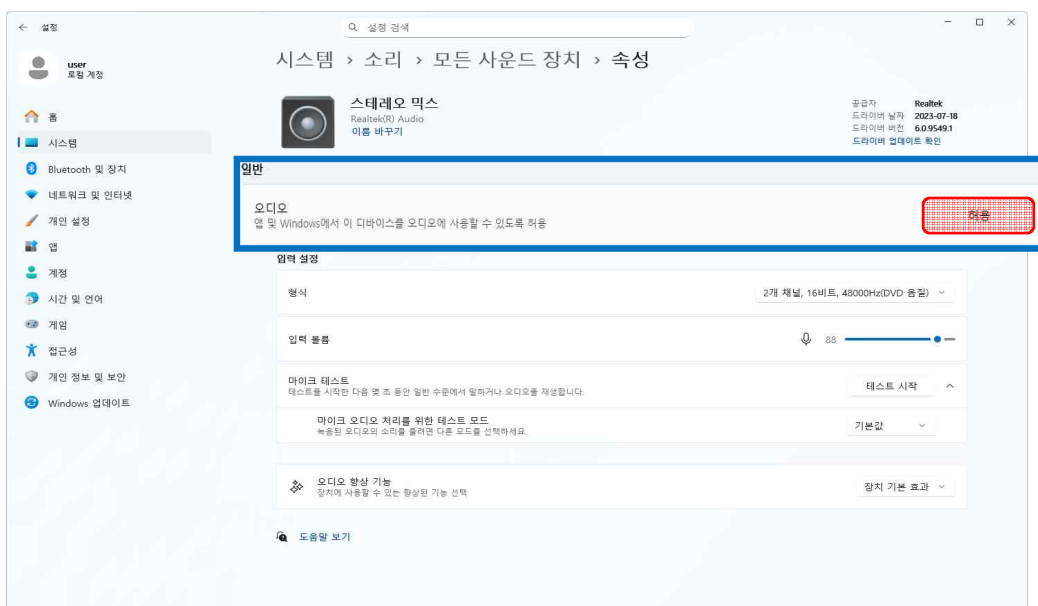 ← 설정
설정 검색
user
로컬 계정
시스템 > 소리 > 모든 사운드 장치 > 속성
스테레오 믹스
Realtek(R) Audio
이름 바꾸기
공급자 Realtek
드라이버 날짜 2023-07-18
드라이버 버전 6.0.9549.1
드라이버 업데이트 확인
홈
시스템
Bluetooth 및 장치
네트워크 및 인터넷
개인 설정
앱
계정
시간 및 언어
게임
접근성
개인 정보 및 보안
Windows 업데이트
일반
오디오
앱 및 Windows에서 이 디바이스를 오디오에 사용할 수 있도록 허용
허용
입력 설정
형식
2개 채널, 16비트, 48000Hz(DVD 음질)
입력 볼륨
88
마이크 테스트
테스트를 시작한 다음 몇 초 동안 일반 수준에서 말하거나 오디오를 재생합니다.
테스트 시작
마이크 오디오 처리를 위한 테스트 모드
녹음된 오디오의 소리를 들으려면 다른 모드를 선택하세요.
기본값
오디오 향상 기능
장치에 사용할 수 있는 향상된 기능 선택
장치 기본 효과
도움말 보기